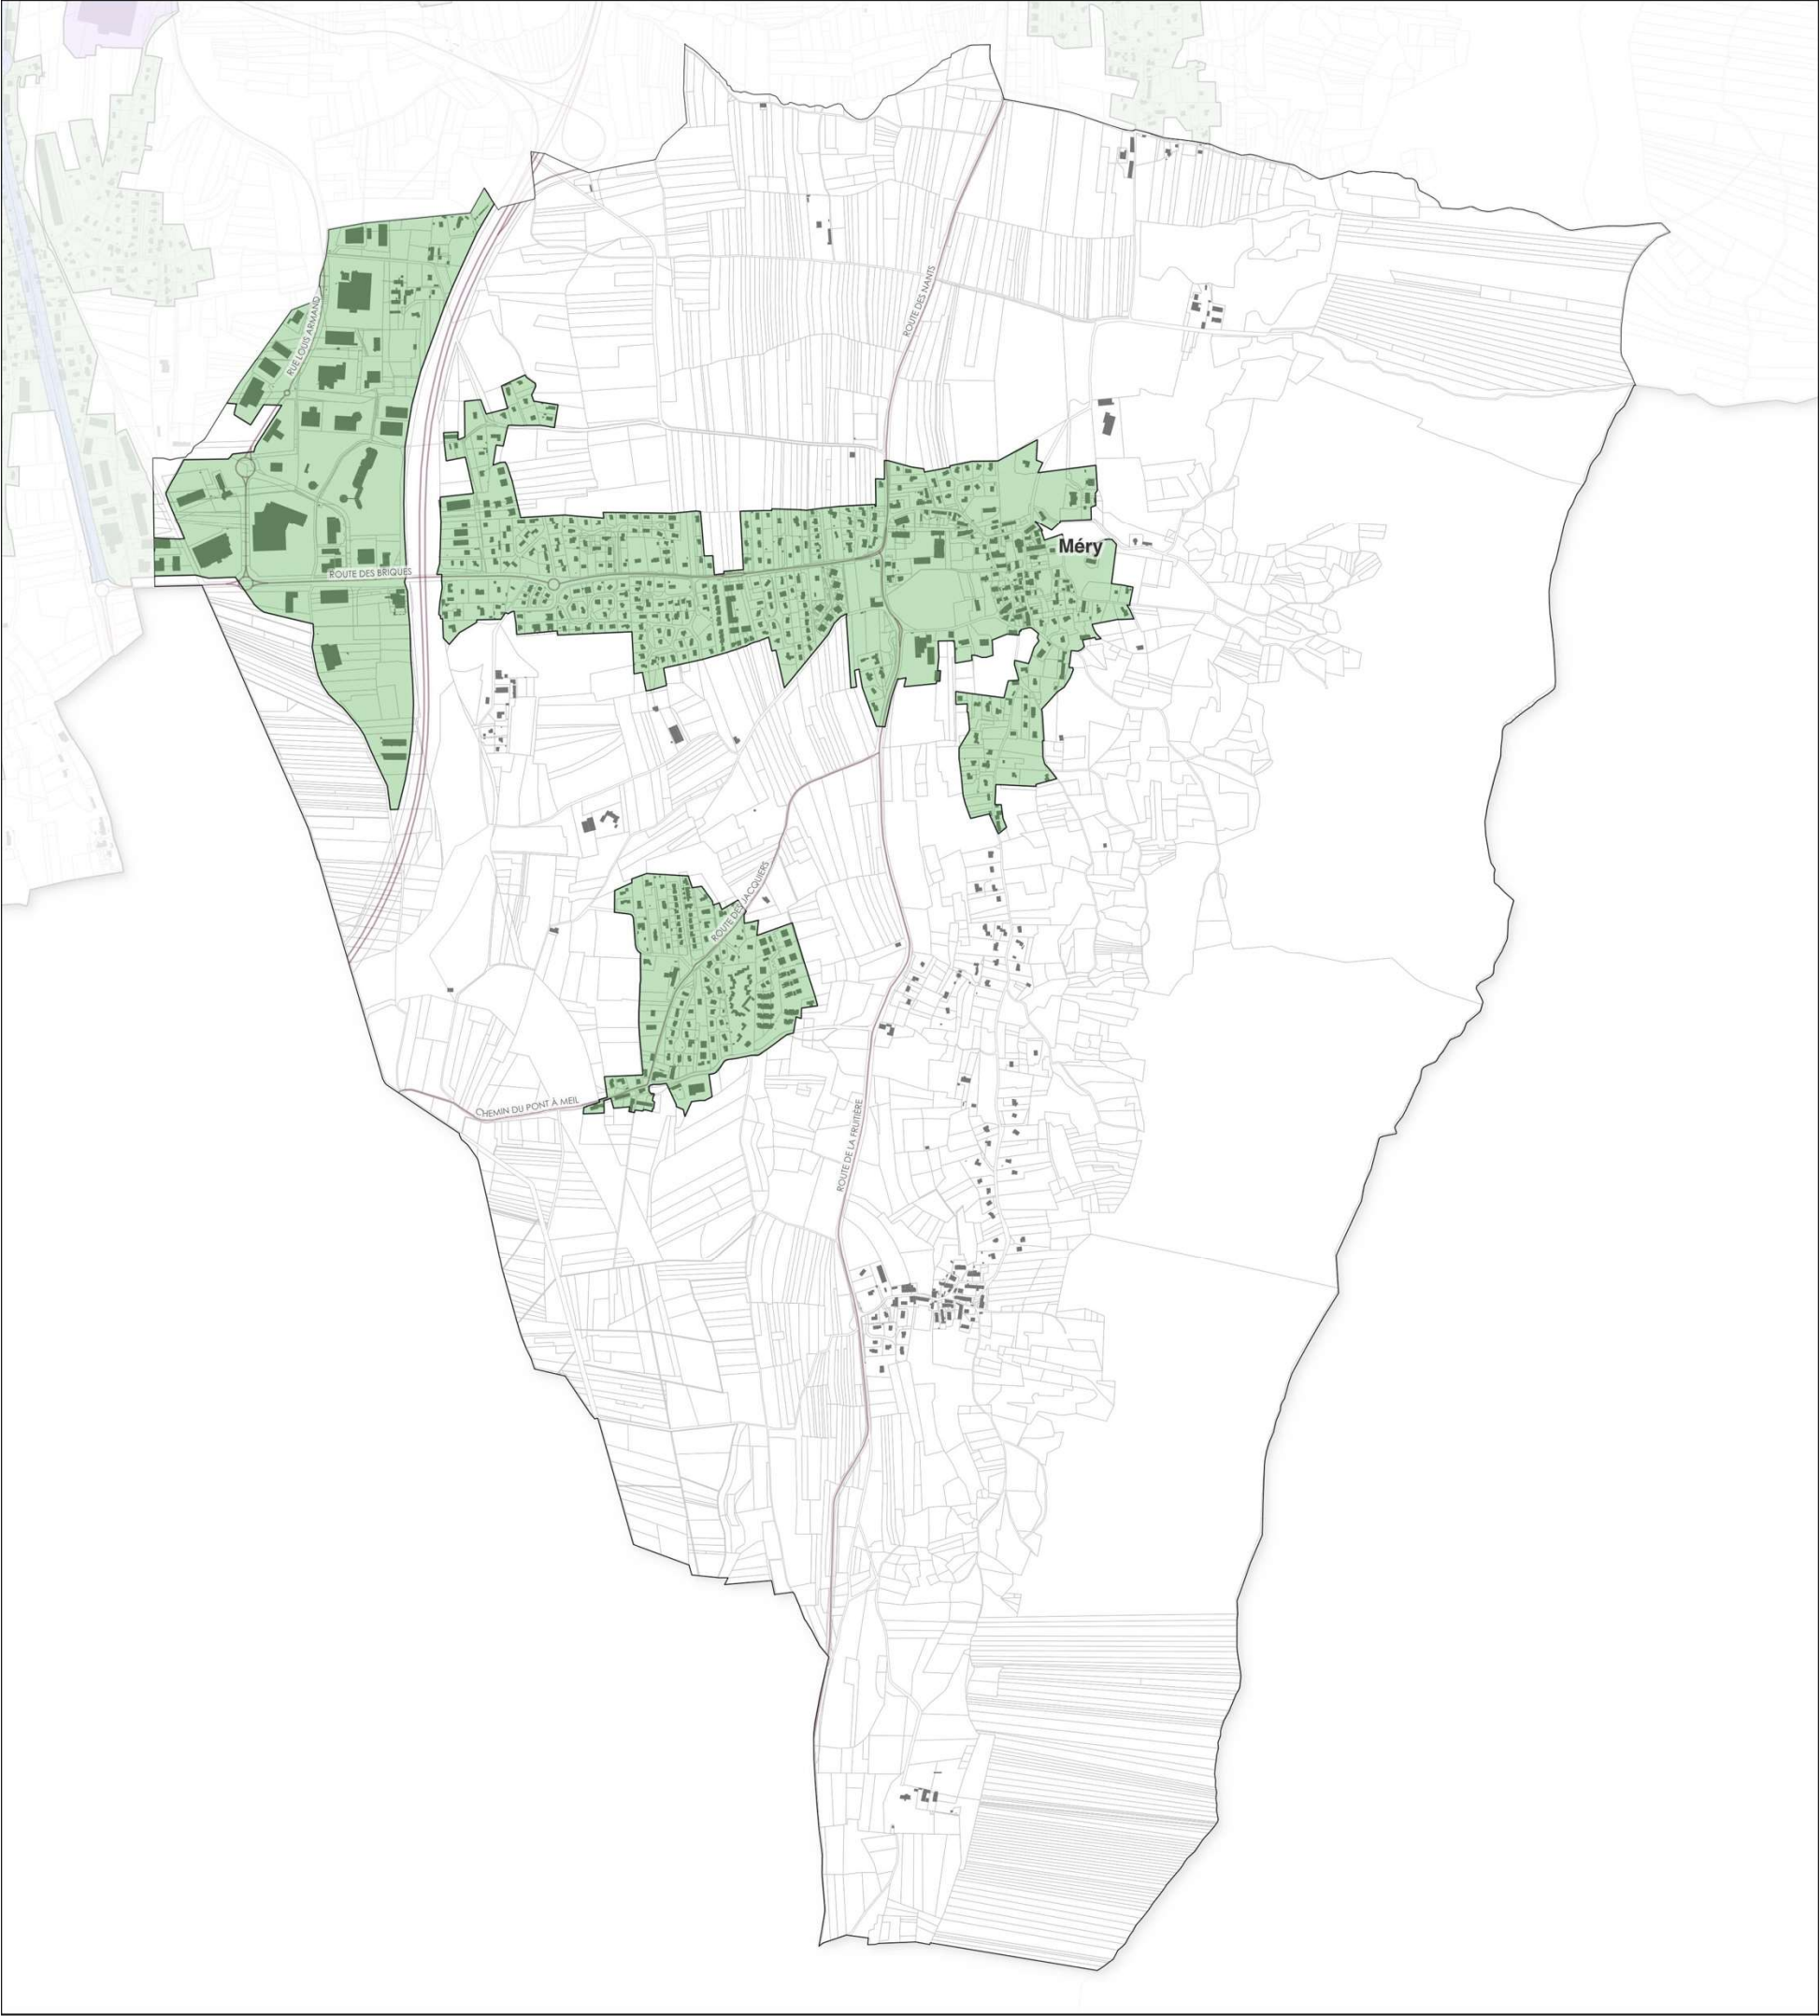 ROUTE DES NANTS
RUE LOUIS ARMAND
Méry
ROUTE DES BRIQUES
ROUTE DES JACQUIERS
CHEMIN DU PONT À MEIL
ROUTE DE LA FRUITIÈRE